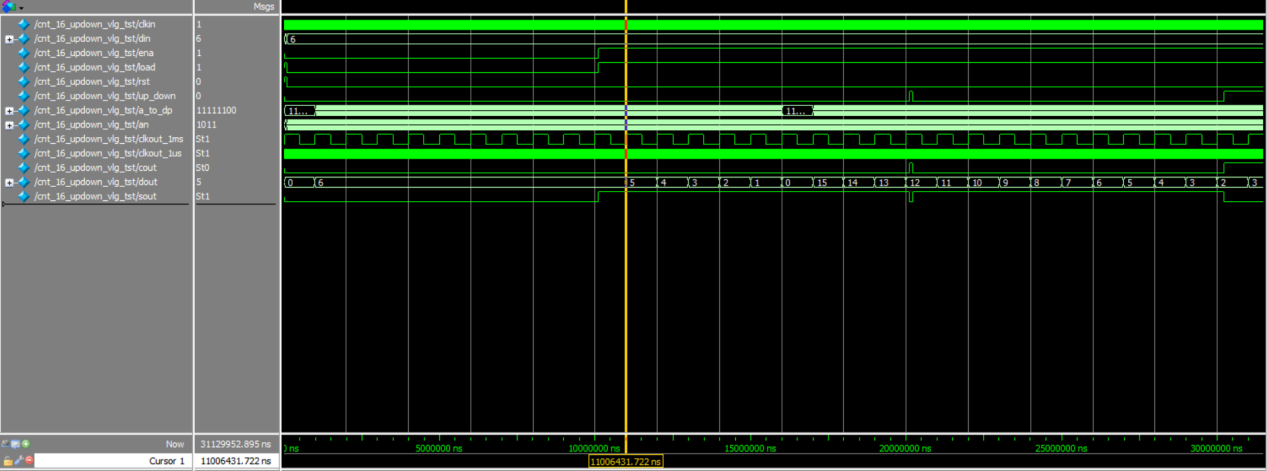 Msgs
/cnt_16_updown_vlg_tst/clkin 1
/cnt_16_updown_vlg_tst/din 6 6
/cnt_16_updown_vlg_tst/ena 1
/cnt_16_updown_vlg_tst/load 1
/cnt_16_updown_vlg_tst/rst 0
/cnt_16_updown_vlg_tst/up_down 0
/cnt_16_updown_vlg_tst/a_to_dp 11111100 11... 11...
/cnt_16_updown_vlg_tst/an 1011
/cnt_16_updown_vlg_tst/clkout_1ms St1
/cnt_16_updown_vlg_tst/clkout_1us St1
/cnt_16_updown_vlg_tst/cout St0
/cnt_16_updown_vlg_tst/dout 5 0 6 5 4 3 2 1 0 15 14 13 12 11 10 9 8 7 6 5 4 3 2 3
/cnt_16_updown_vlg_tst/sout St1
Now 31129952.895 ns ns 5000000 ns 10000000 ns 15000000 ns 20000000 ns 25000000 ns 30000000 ns
Cursor 1 11006431.722 ns 11006431.722 ns